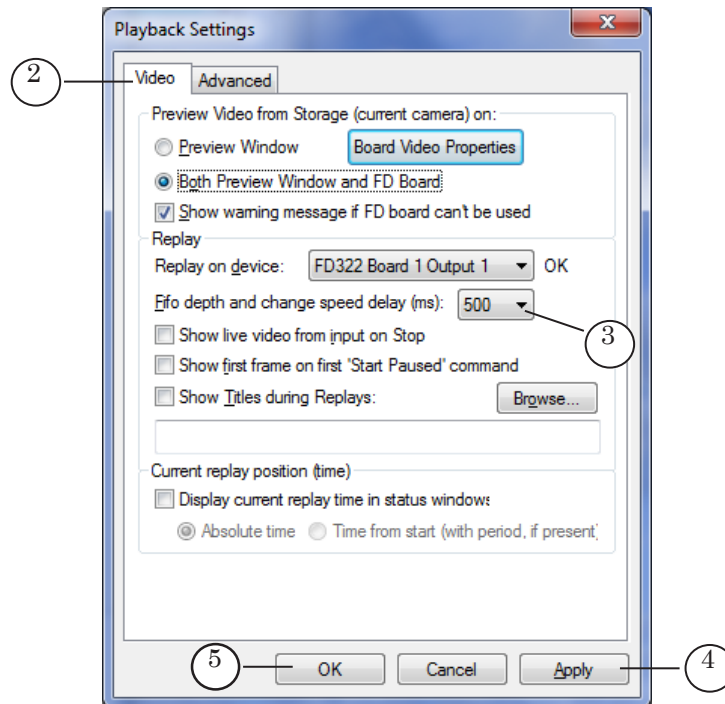 Playback Settings
2
Video
Advanced
Preview Video from Storage (current camera) on:
Preview Window
Board Video Properties
Both Preview Window and FD Board
Show warning message if FD board can't be used
Replay
Replay on device:
FD322 Board 1 Output 1
OK
Fifo depth and change speed delay (ms):
500
3
Show live video from input on Stop
Show first frame on first 'Start Paused' command
Show Titles during Replays:
Browse...
Current replay position (time)
Display current replay time in status windows
Absolute time
Time from start (with period, if present)
5
OK
Cancel
Apply
4